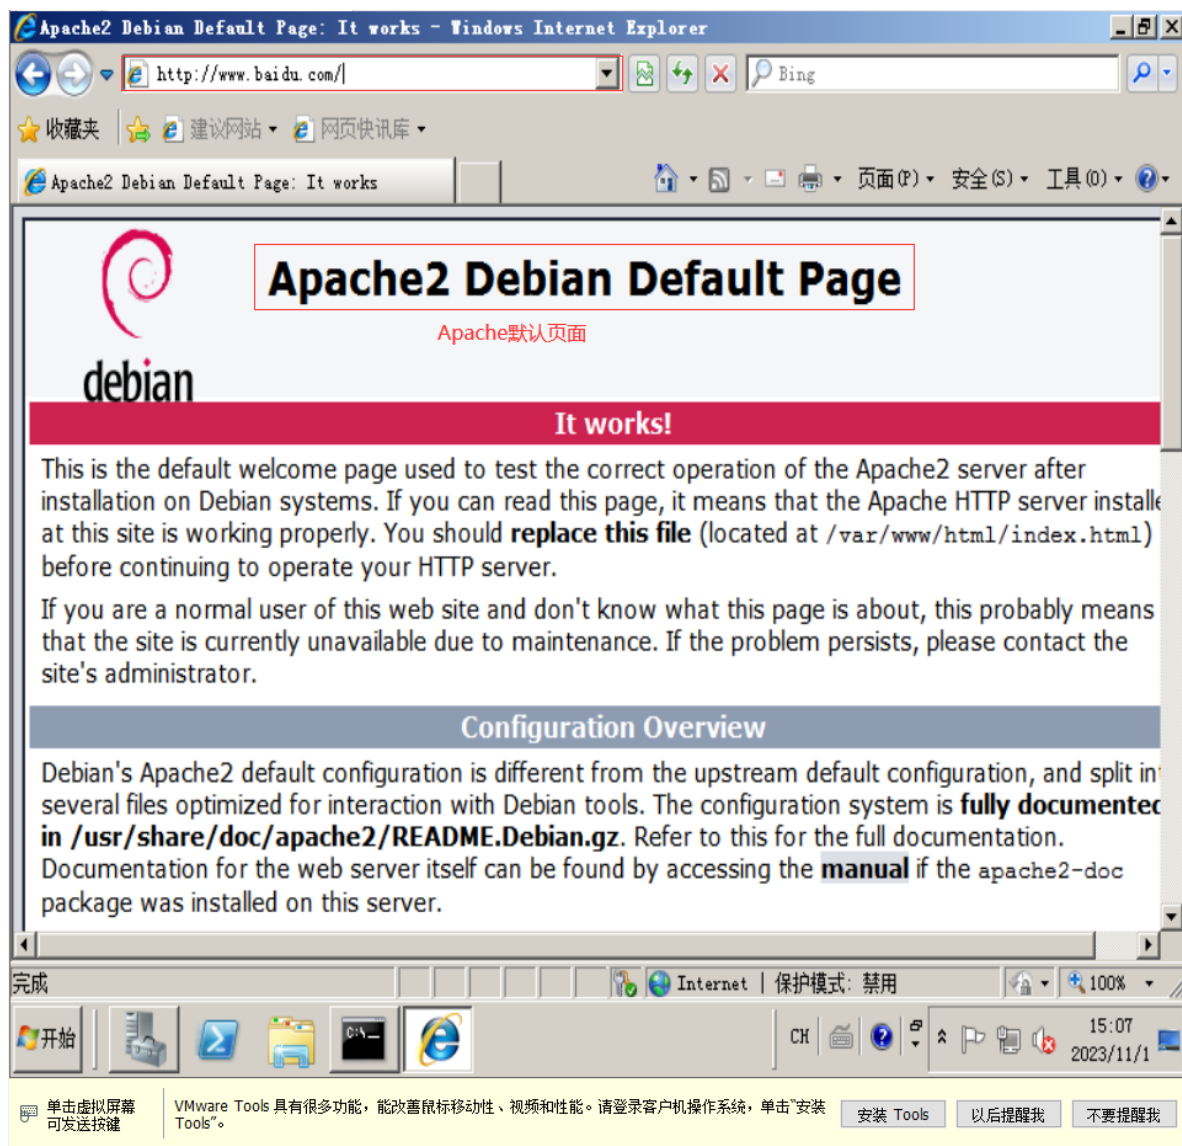 Apache2 Debian Default Page: It works - Windows Internet Explorer
http://www.baidu.com/
Bing
收藏夹
建议网站
网页快讯库
Apache2 Debian Default Page: It works
页面(P)
安全(S)
工具(O)
Apache2 Debian Default Page
Apache默认页面
debian
It works!
This is the default welcome page used to test the correct operation of the Apache2 server after
installation on Debian systems. If you can read this page, it means that the Apache HTTP server installe
at this site is working properly. You should replace this file (located at /var/www/html/index.html)
before continuing to operate your HTTP server.
If you are a normal user of this web site and don't know what this page is about, this probably means
that the site is currently unavailable due to maintenance. If the problem persists, please contact the
site's administrator.
Configuration Overview
Debian's Apache2 default configuration is different from the upstream default configuration, and split int
several files optimized for interaction with Debian tools. The configuration system is fully documented
in /usr/share/doc/apache2/README.Debian.gz. Refer to this for the full documentation.
Documentation for the web server itself can be found by accessing the manual if the apache2-doc
package was installed on this server.
完成
Internet | 保护模式: 禁用
100%
开始
C:\
CH
15:07
2023/11/1
单击虚拟屏幕
可发送按键
VMware Tools 具有很多功能，能改善鼠标移动性、视频和性能。请登录客户机操作系统，单击“安装
Tools”。
安装 Tools
以后提醒我
不要提醒我